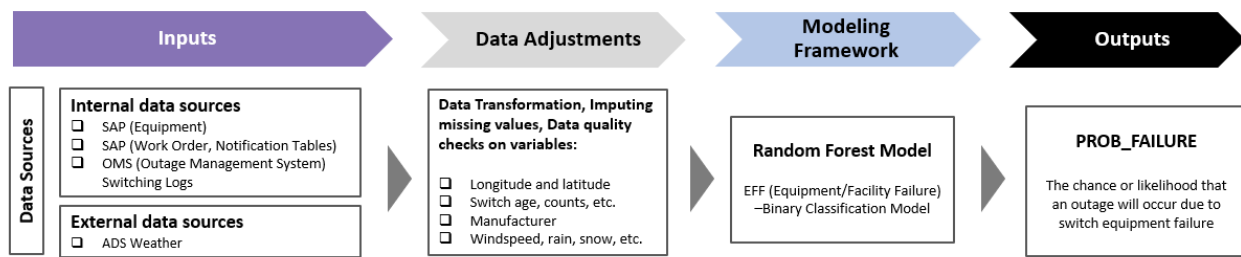 Inputs
Data Adjustments
Modeling
Framework
Outputs
Data Sources
Internal data sources
❑ SAP (Equipment)
❑ SAP (Work Order, Notification Tables)
❑ OMS (Outage Management System)
Switching Logs
External data sources
❑ ADS Weather
Data Transformation, Imputing
missing values, Data quality
checks on variables:
❑ Longitude and latitude
❑ Switch age, counts, etc.
❑ Manufacturer
❑ Windspeed, rain, snow, etc.
Random Forest Model
EFF (Equipment/Facility Failure)
–Binary Classification Model
PROB_FAILURE
The chance or likelihood that
an outage will occur due to
switch equipment failure